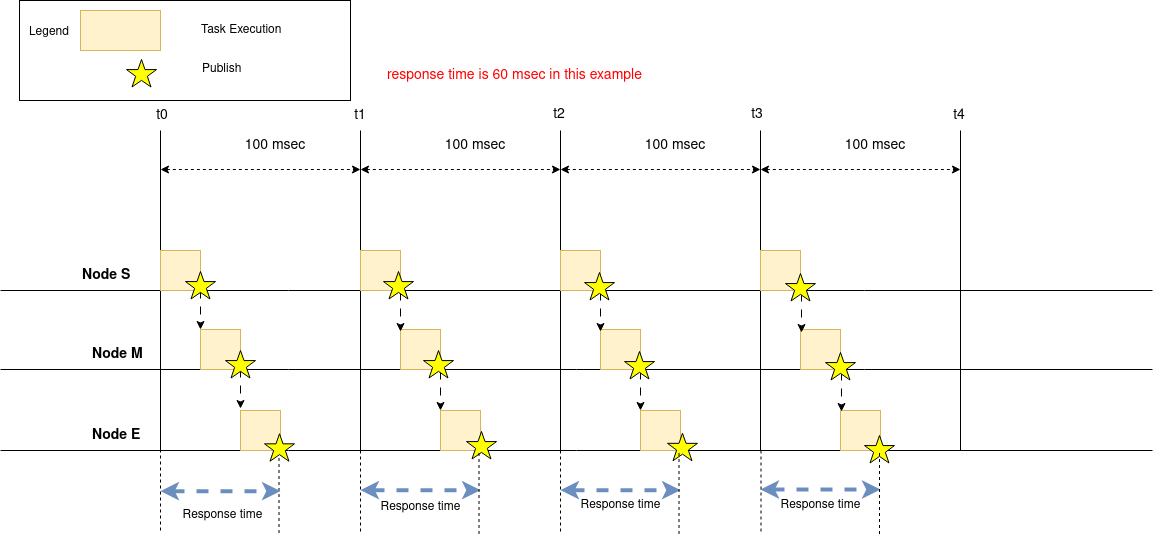 Legend
Task Execution
Publish
response time is 60 msec in this example
t0
t1
t2
t3
t4
100 msec
100 msec
100 msec
100 msec
Node S
Node M
Node E
Response time
Response time
Response time
Response time